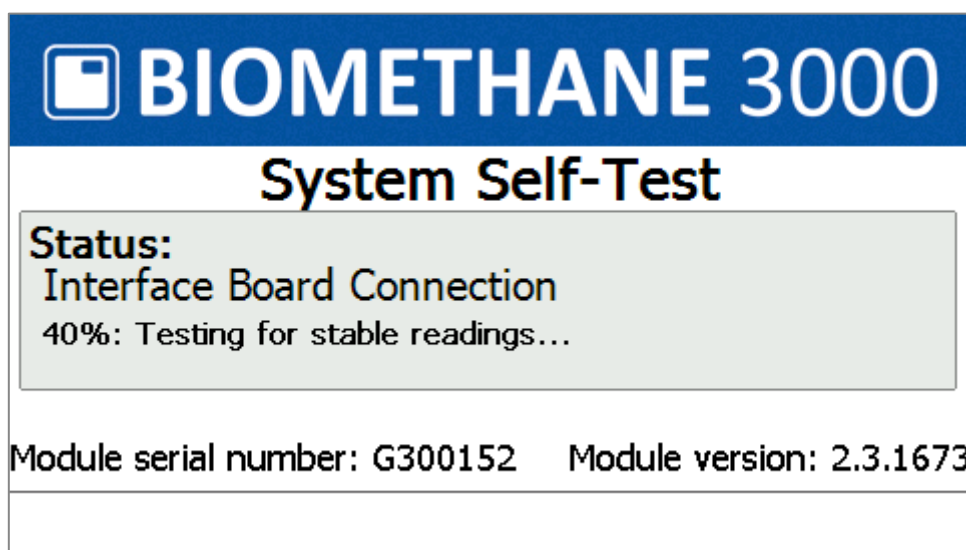 BIOMETHANE 3000
System Self-Test
Status:
Interface Board Connection
40%: Testing for stable readings...
Module serial number: G300152 Module version: 2.3.1673